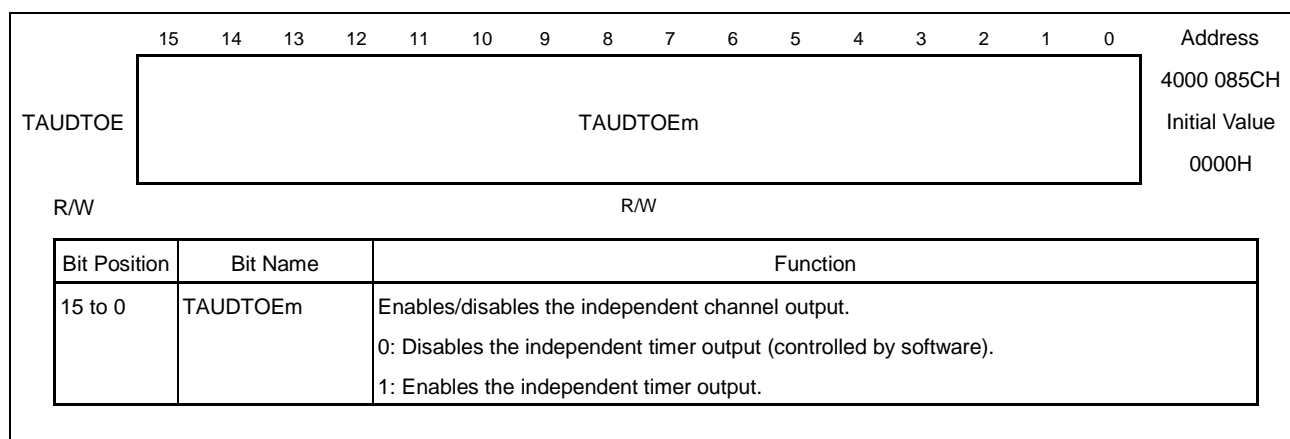 15 14 13 12 11 10 9 8 7 6 5 4 3 2 1 0 Address
4000 085CH
TAUDTOE TAUDTOEm Initial Value
0000H
R/W R/W
Bit Position Bit Name Function
15 to 0 TAUDTOEm Enables/disables the independent channel output.
0: Disables the independent timer output (controlled by software).
1: Enables the independent timer output.